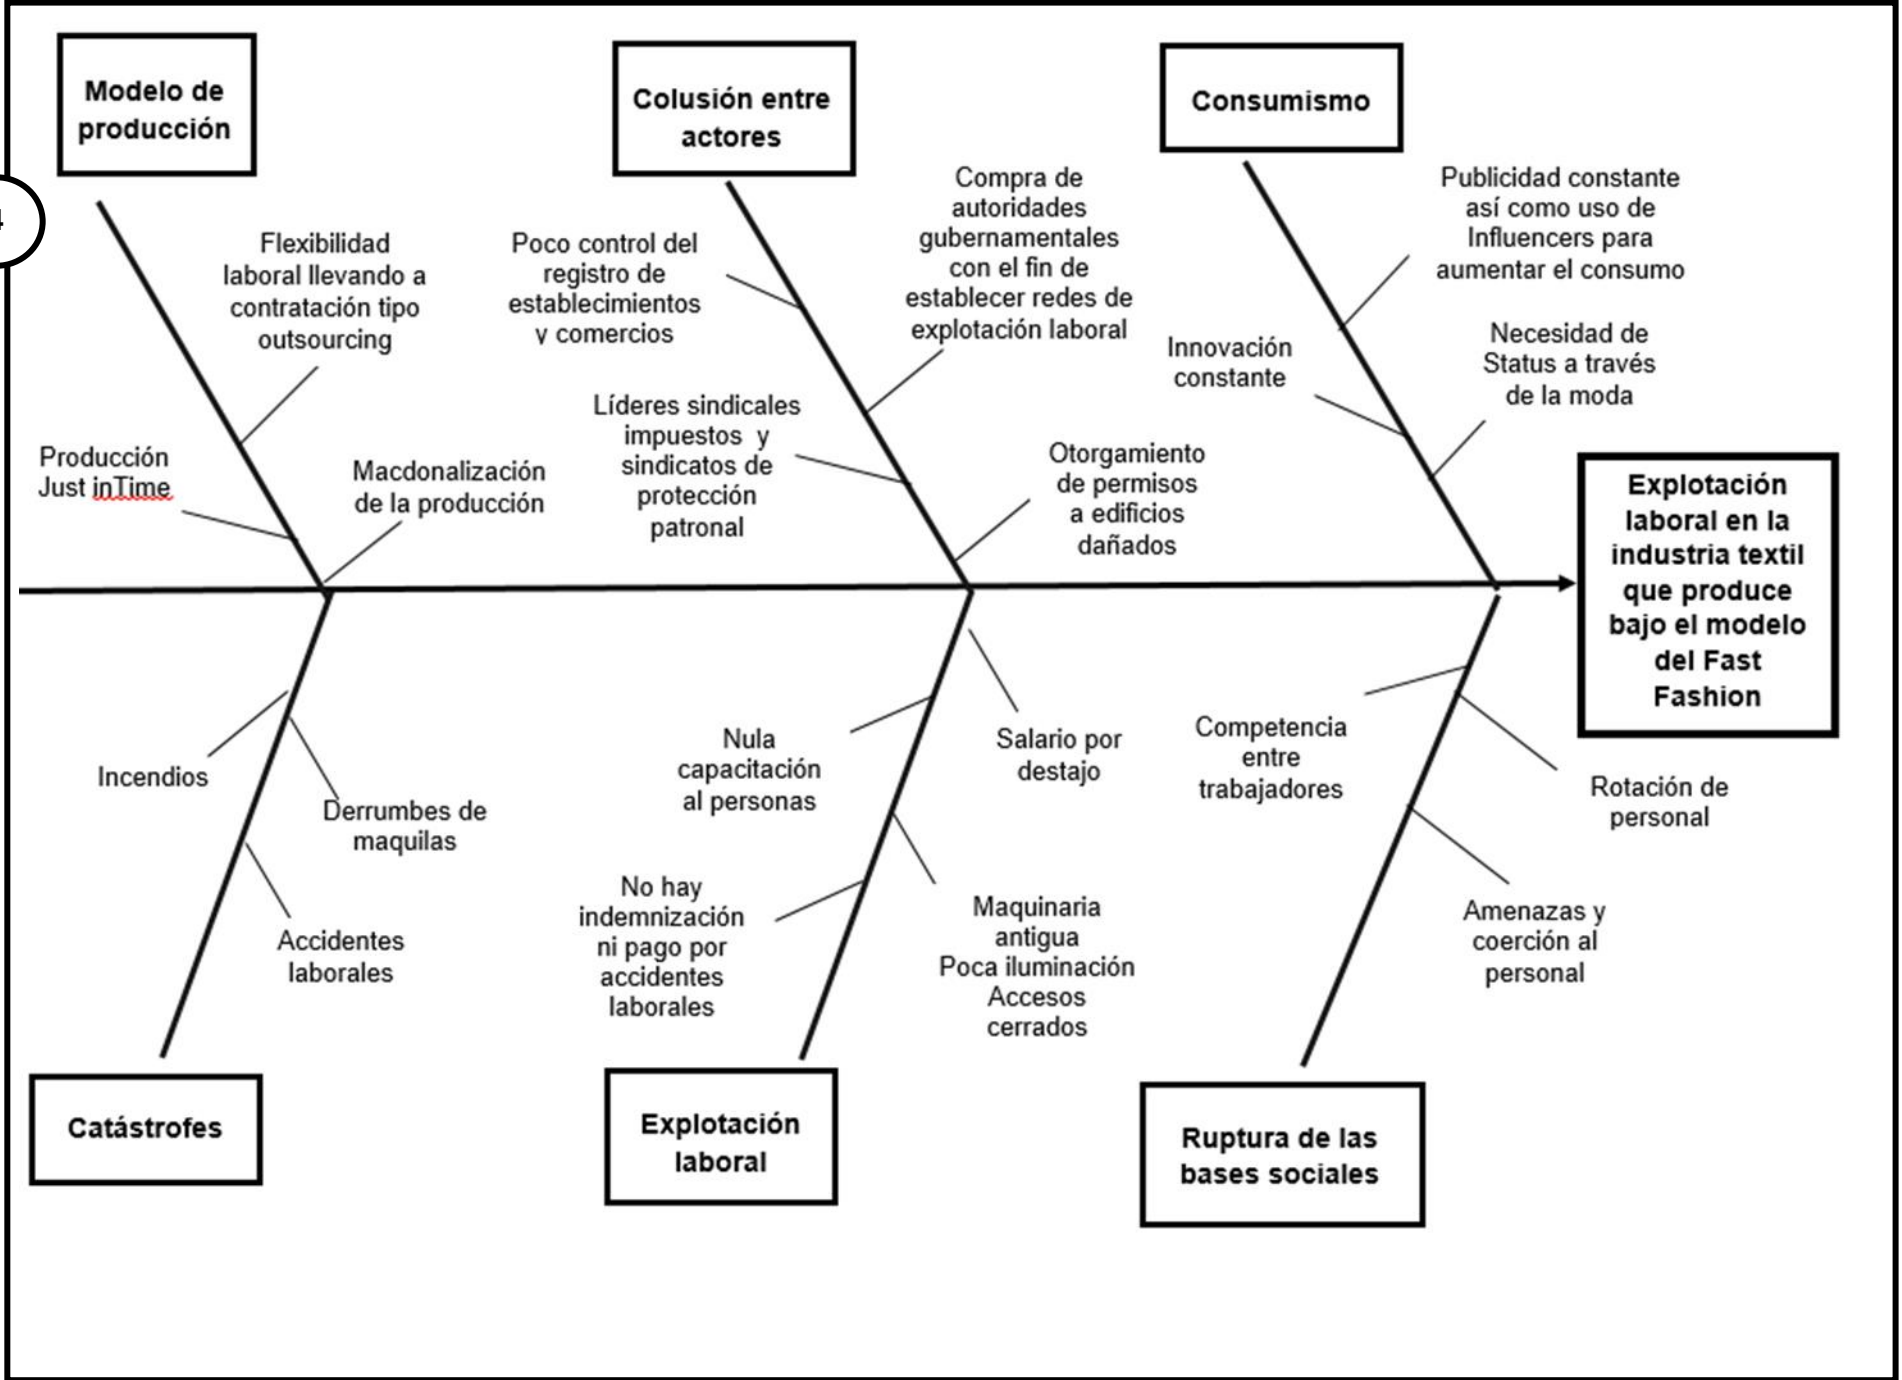 Modelo de
producción
Colusión entre
actores
Consumismo
Flexibilidad
laboral llevando a
contratación tipo
outsourcing
Producción
Just inTime
Macdonalización
de la producción
Poco control del
registro de
establecimientos
y comercios
Compra de
autoridades
gubernamentales
con el fin de
establecer redes de
explotación laboral
Líderes sindicales
impuestos y
sindicatos de
protección
patronal
Otorgamiento
de permisos
a edificios
dañados
Publicidad constante
así como uso de
Influencers para
aumentar el consumo
Innovación
constante
Necesidad de
Status a través
de la moda
Explotación
laboral en la
industria textil
que produce
bajo el modelo
del Fast
Fashion
Incendios
Derrumbes de
maquilas
Accidentes
laborales
Nula
capacitación
al personas
Salario por
destajo
No hay
indemnización
ni pago por
accidentes
laborales
Maquinaria
antigua
Poca iluminación
Accesos
cerrados
Competencia
entre
trabajadores
Rotación de
personal
Amenazas y
coerción al
personal
Catástrofes
Explotación
laboral
Ruptura de las
bases sociales